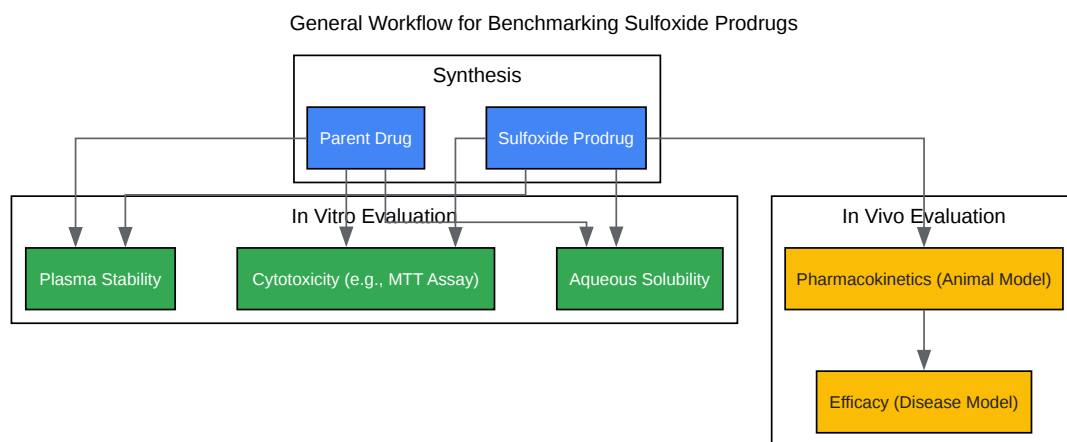 General Workflow for Benchmarking Sulfoxide Prodrugs
Synthesis
Parent Drug
Sulfoxide Prodrug
In Vitro Evaluation
In Vivo Evaluation
Plasma Stability
Cytotoxicity (e.g., MTT Assay)
Aqueous Solubility
Pharmacokinetics (Animal Model)
Efficacy (Disease Model)